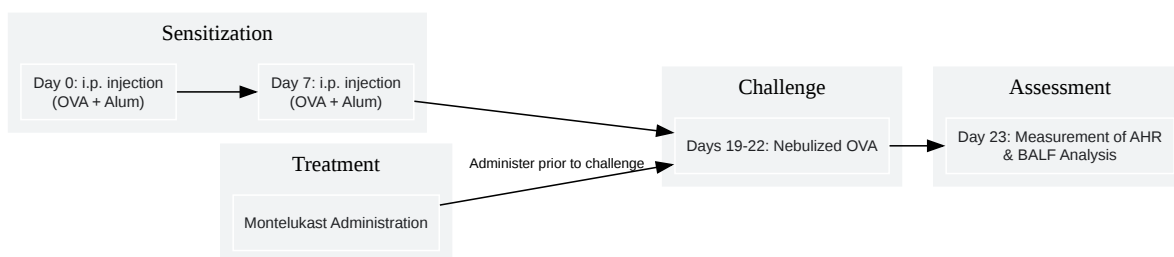 Sensitization
Day 0: i.p. injection
(OVA + Alum)
Day 7: i.p. injection
(OVA + Alum)
Treatment
Montelukast Administration
Administer prior to challenge
Challenge
Days 19-22: Nebulized OVA
Assessment
Day 23: Measurement of AHR
& BALF Analysis